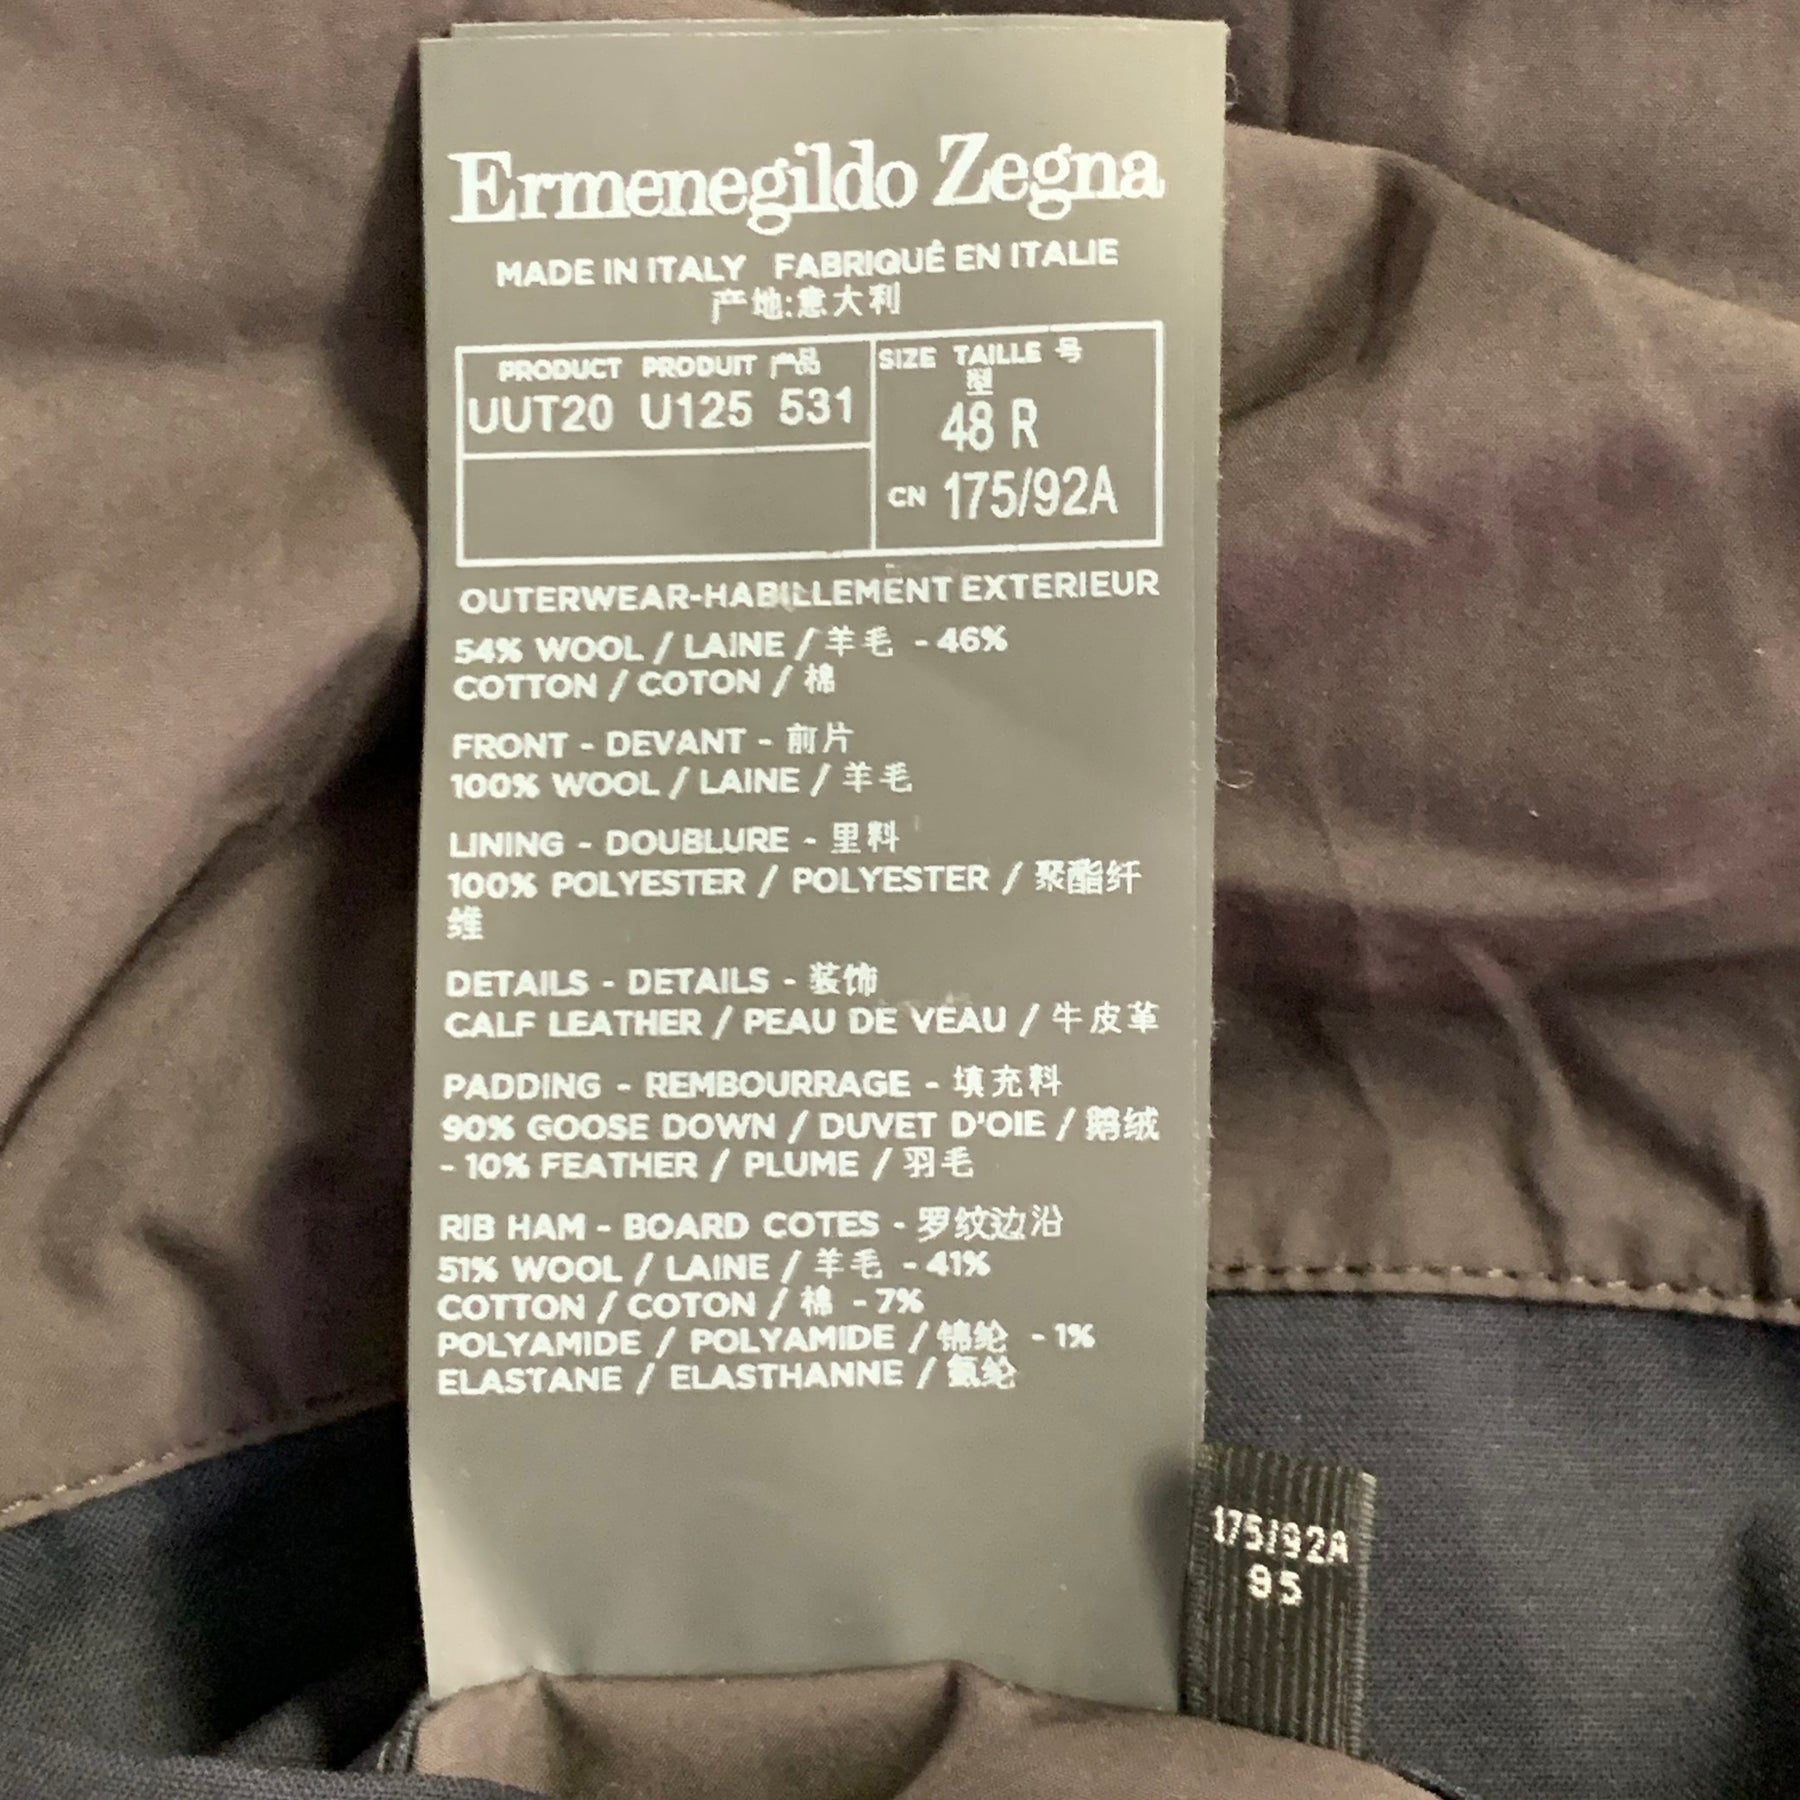 Ermenegildo Zegna
MADE IN ITALY FABRIQUÉ EN ITALIE
产地:意大利
PRODUCT PRODUIT 产品
UUT20 U125 531
SIZE TAILLE 号
型
48 R
CN 175/92A
OUTERWEAR-HABILLEMENT EXTERIEUR
54% WOOL / LAINE / 羊毛 - 46%
COTTON / COTON / 棉
FRONT - DEVANT - 前片
100% WOOL / LAINE / 羊毛
LINING - DOUBLURE - 里料
100% POLYESTER / POLYESTER / 聚酯纤
维
DETAILS - DETAILS - 装饰
CALF LEATHER / PEAU DE VEAU / 牛皮革
PADDING - REMBOURRAGE - 填充料
90% GOOSE DOWN / DUVET D'OIE / 鹅绒
- 10% FEATHER / PLUME / 羽毛
RIB HAM - BOARD COTES - 罗纹边沿
51% WOOL / LAINE / 羊毛 - 41%
COTTON / COTON / 棉 - 7%
POLYAMIDE / POLYAMIDE / 锦纶 - 1%
ELASTANE / ELASTHANNE / 氨纶
175/92A
95